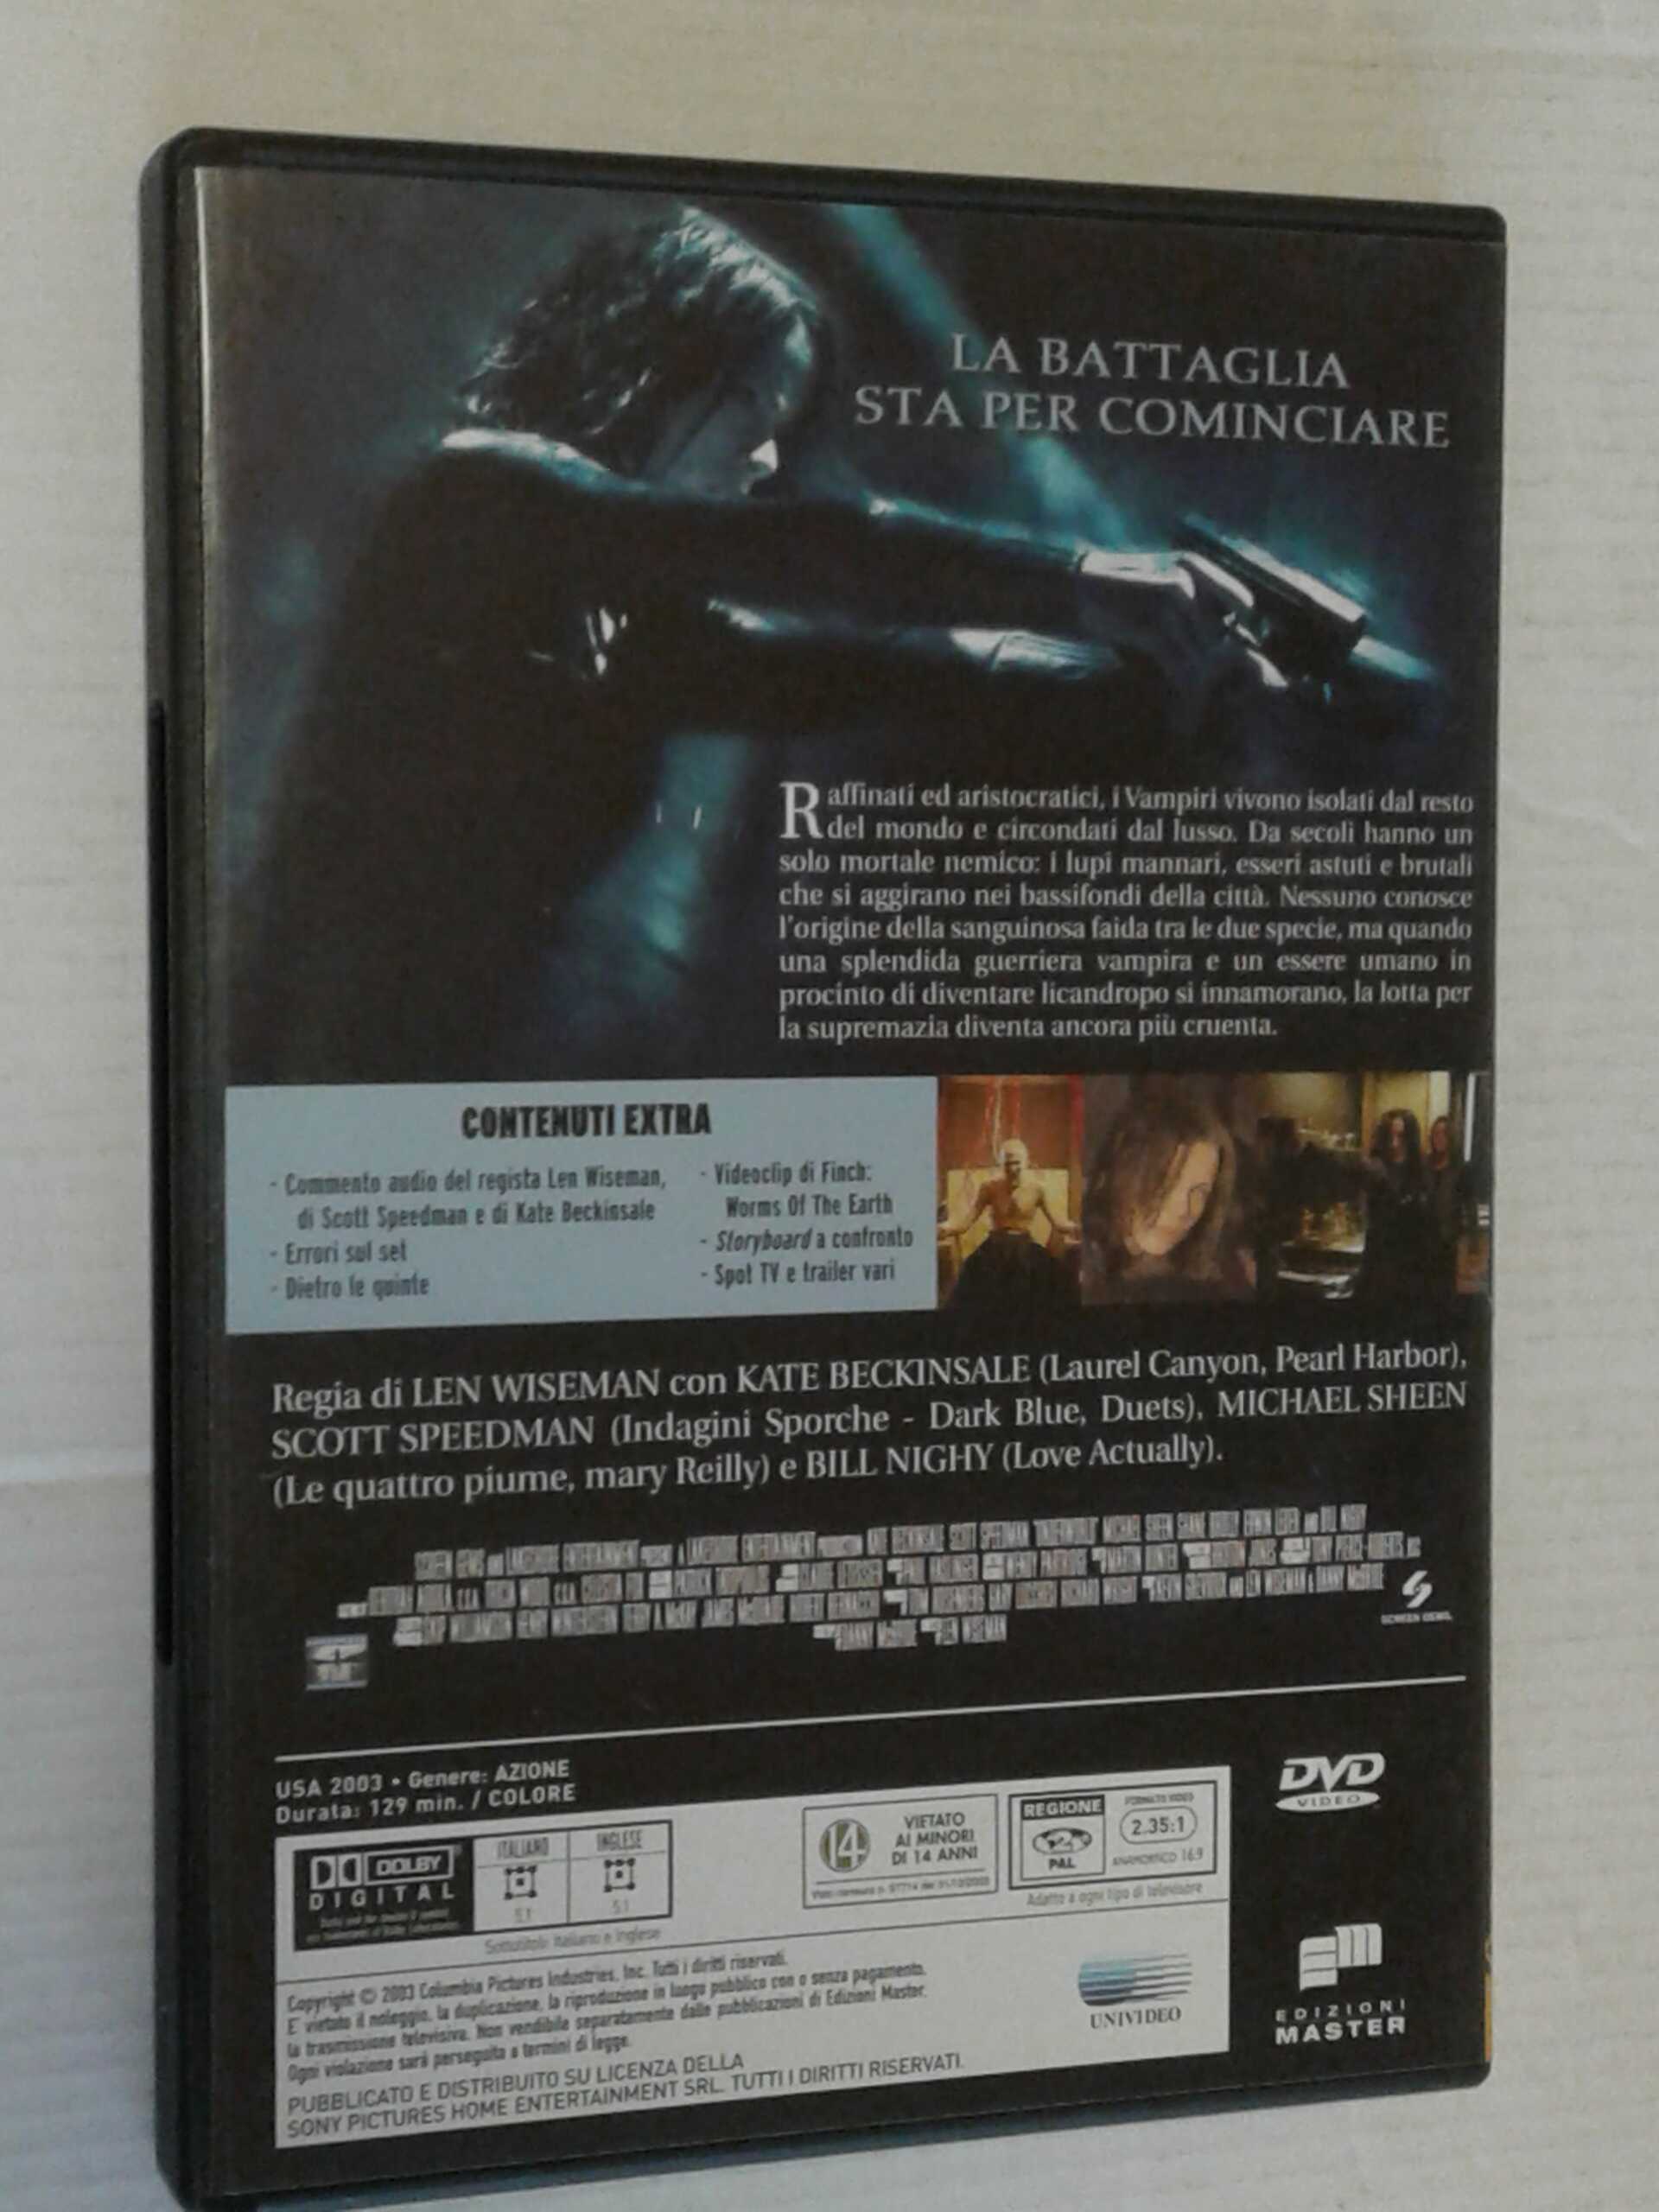 LA BATTAGLIA
STA PER COMINCIARE
Raffinati ed aristocratici, i Vampiri vivono isolati dal resto
del mondo e circondati dal lusso. Da secoli hanno un
solo mortale nemico: i lupi mannari, esseri astuti e brutali
che si aggirano nei bassifondi della città. Nessuno conosce
l'origine della sanguinosa faida tra le due specie, ma quando
una splendida guerriera vampira e un essere umano in
procinto di diventare licandropo si innamorano, la lotta per
la supremazia diventa ancora più cruenta.
CONTENUTI EXTRA
- Commento audio del regista Len Wiseman,
di Scott Speedman e di Kate Beckinsale
- Errori sul set
- Dietro le quinte
- Videoclip di Finch:
Worms Of The Earth
- Storyboard a confronto
- Spot TV e trailer vari
Regia di LEN WISEMAN con KATE BECKINSALE (Laurel Canyon, Pearl Harbor),
SCOTT SPEEDMAN (Indagini Sporche - Dark Blue, Duets), MICHAEL SHEEN
(Le quattro piume, mary Reilly) e BILL NIGHY (Love Actually).
SCREEN GEMS
USA 2003 • Genere: AZIONE
Durata: 129 min. / COLORE
DOLBY
DIGITAL
ITALIANO
5.1
INGLESE
5.1
Sottotitoli: Italiano e Inglese
14
VIETATO
AI MINORI
DI 14 ANNI
REGIONE
2
PAL
FORMATO VIDEO
2.35:1
ANAMORFICO 16:9
Adatto a ogni tipo di televisore
DVD
VIDEO
Copyright © 2003 Columbia Pictures Industries, Inc. Tutti i diritti riservati.
E' vietato il noleggio, la duplicazione, la riproduzione in luogo pubblico con o senza pagamento,
la trasmissione televisiva. Non vendibile separatamente dalle pubblicazioni di Edizioni Master.
Ogni violazione sarà perseguita a termini di legge.
PUBBLICATO E DISTRIBUITO SU LICENZA DELLA
SONY PICTURES HOME ENTERTAINMENT SRL. TUTTI I DIRITTI RISERVATI.
UNIVIDEO
EDIZIONI
MASTER